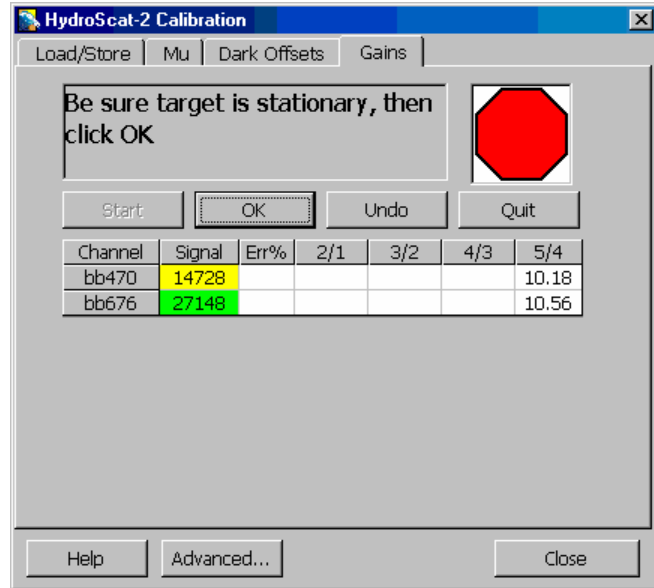 HydroScat-2 Calibration
Load/Store Mu Dark Offsets Gains
Be sure target is stationary, then
click OK
Start OK Undo Quit
Channel Signal Err% 2/1 3/2 4/3 5/4
bb470 14728 10.18
bb676 27148 10.56
Help Advanced... Close